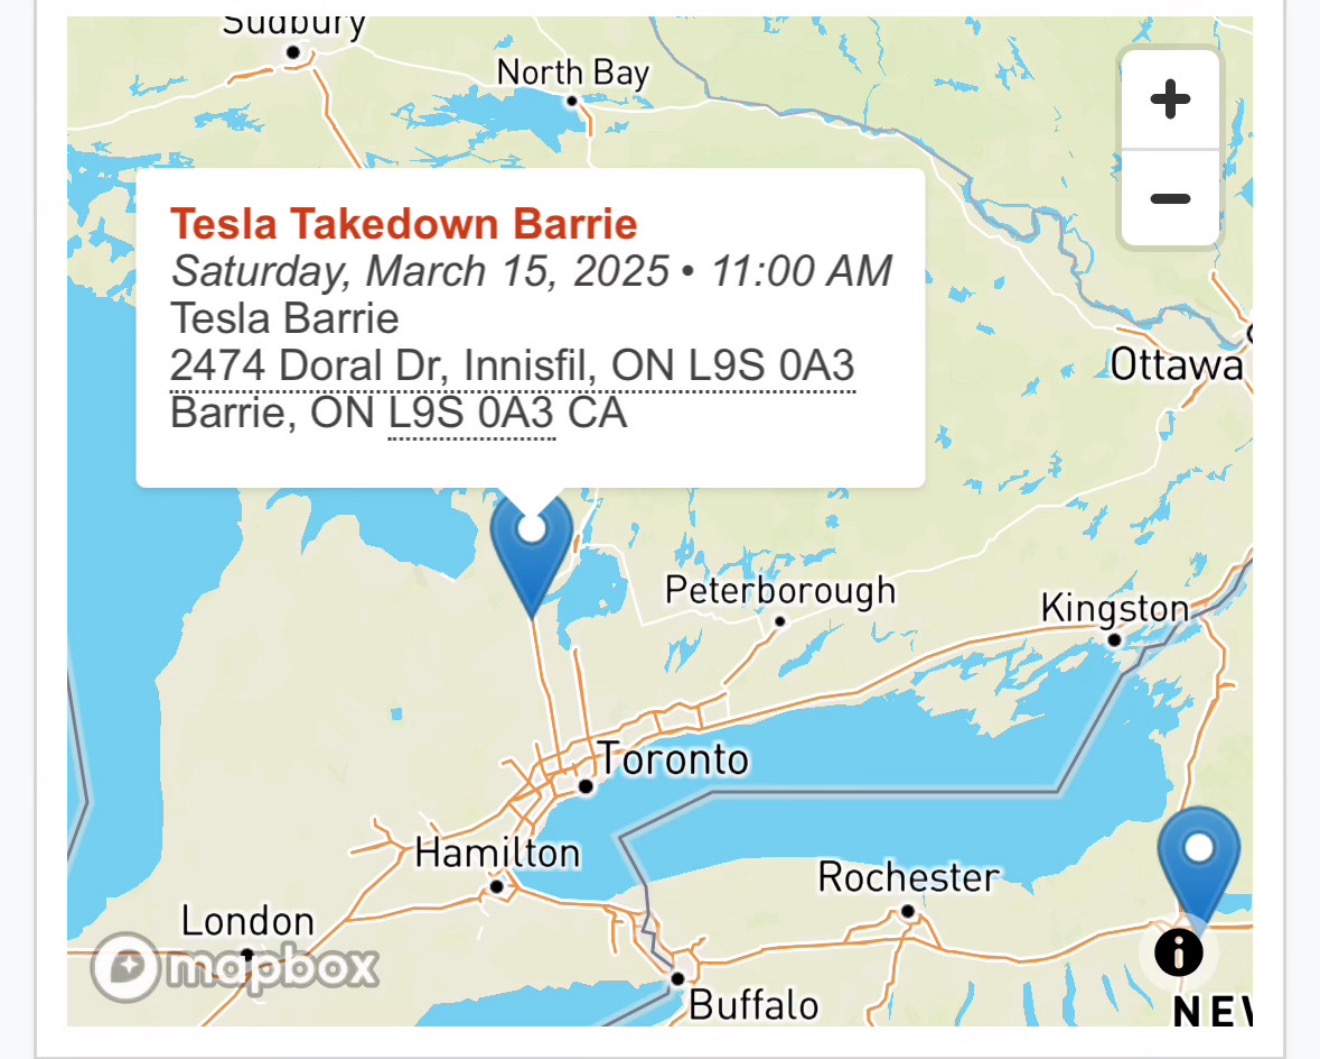 Sudbury
North Bay
+
−
Tesla Takedown Barrie
Saturday, March 15, 2025 • 11:00 AM
Tesla Barrie
2474 Doral Dr, Innisfil, ON L9S 0A3
Barrie, ON L9S 0A3 CA
Ottawa
Peterborough
Kingston
Toronto
Hamilton
Rochester
London
mapbox
i
Buffalo